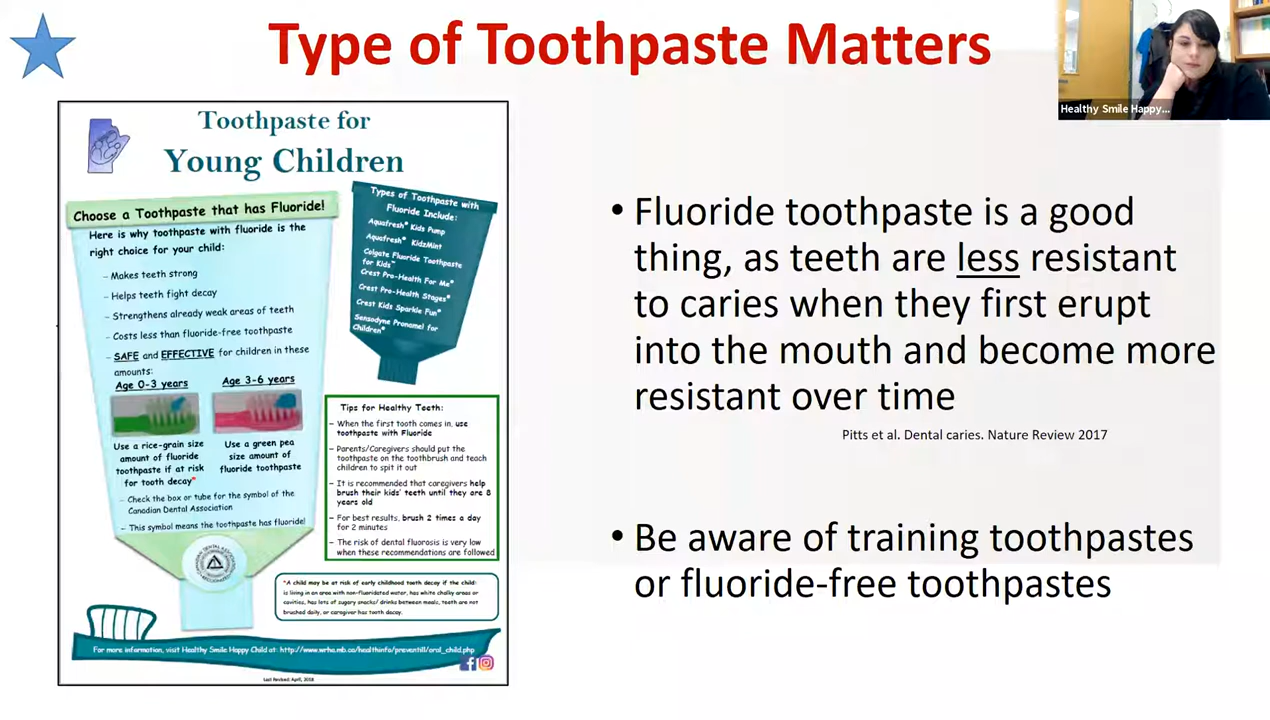 Type of Toothpaste Matters
Healthy Smile Happy...
Toothpaste for
Young Children
Choose a Toothpaste that has Fluoride!
Here is why toothpaste with fluoride is the
right choice for your child:
– Makes teeth strong
– Helps teeth fight decay
– Strengthens already weak areas of teeth
– Costs less than fluoride-free toothpaste
– SAFE and EFFECTIVE for children in these
amounts:
Age 0-3 years
Use a rice-grain size
amount of fluoride
toothpaste if at risk
for tooth decay*
Age 3-6 years
Use a green pea
size amount of
fluoride toothpaste
– Check the box or tube for the symbol of the
Canadian Dental Association
– This symbol means the toothpaste has fluoride!
Types of Toothpaste with
Fluoride Include:
Aquafresh® Kids Pump
Aquafresh® KidzMint
Colgate Fluoride Toothpaste
for Kids™
Crest Pro-Health For Me®
Crest Pro-Health Stages®
Crest Kids Sparkle Fun®
Sensodyne Pronamel for
Children®
Tips for Healthy Teeth:
– When the first tooth comes in, use
toothpaste with Fluoride
– Parents/Caregivers should put the
toothpaste on the toothbrush and teach
children to spit it out
– It is recommended that caregivers help
brush their kids' teeth until they are 8
years old
– For best results, brush 2 times a day
for 2 minutes
– The risk of dental fluorosis is very low
when these recommendations are followed
*A child may be at risk of early childhood tooth decay if the child:
is living in an area with non-fluoridated water, has white chalky areas or
cavities, has lots of sugary snacks/ drinks between meals, teeth are not
brushed daily, or caregiver has tooth decay.
For more information, visit Healthy Smile Happy Child at: http://www.wrha.mb.ca/healthinfo/preventill/oral_child.php
Last Revised: April, 2018
• Fluoride toothpaste is a good
thing, as teeth are less resistant
to caries when they first erupt
into the mouth and become more
resistant over time
Pitts et al. Dental caries. Nature Review 2017
• Be aware of training toothpastes
or fluoride-free toothpastes